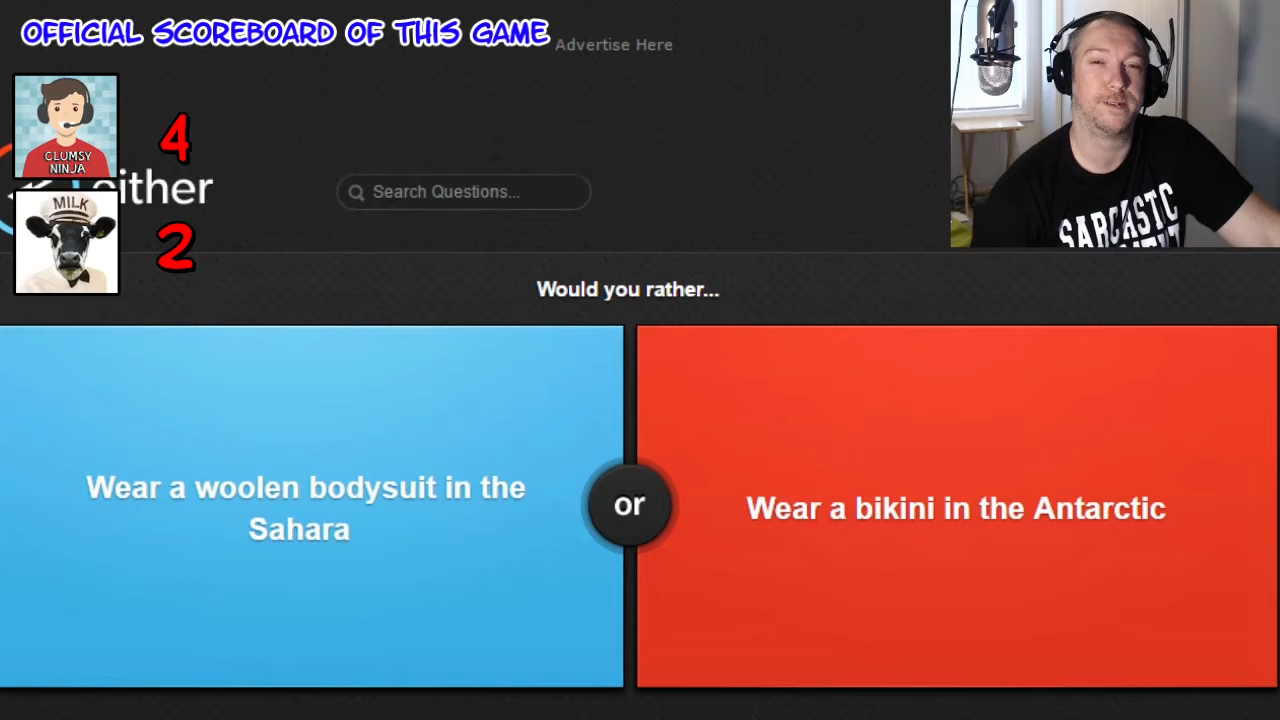 OFFICIAL SCOREBOARD OF THIS GAME
Advertise Here
CLUMSY
NINJA
4
either
Search Questions...
MILK
2
SARCASTIC
Would you rather...
Wear a woolen bodysuit in the
Sahara
or
Wear a bikini in the Antarctic